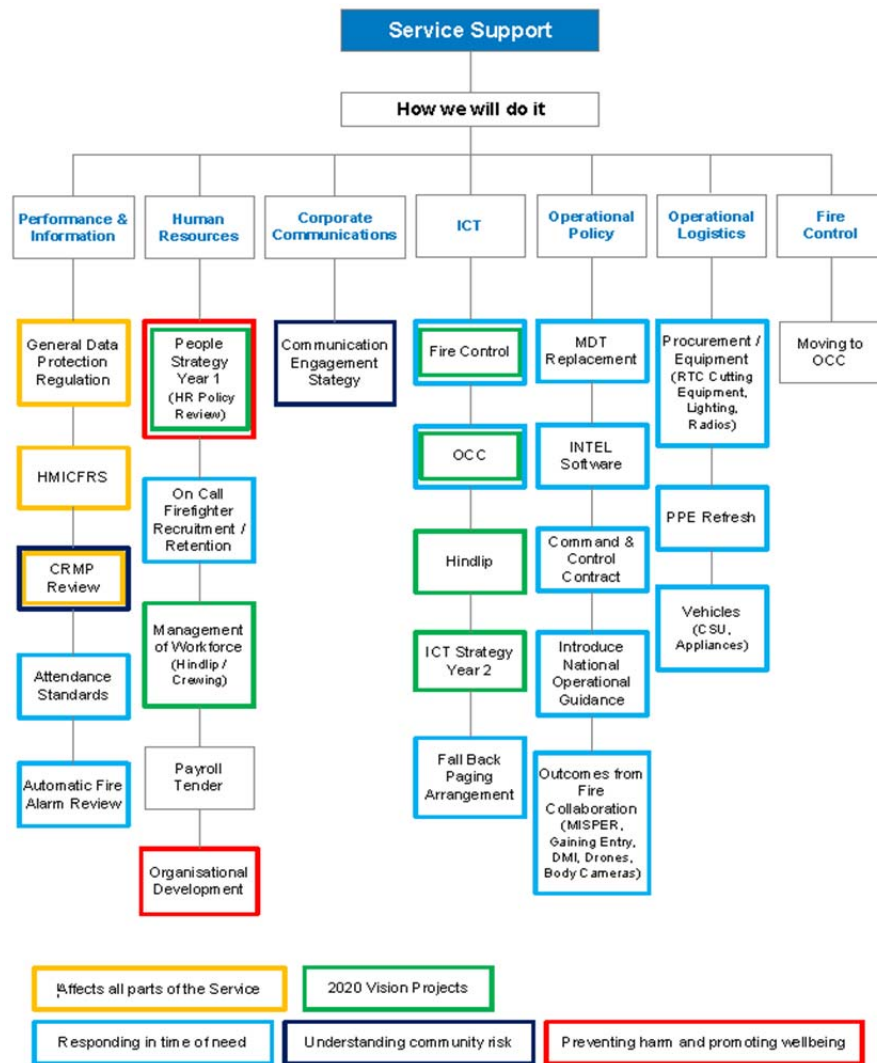 Service Support
How we will do it
Performance &
Information
Human
Resources
Corporate
Communications
ICT
Operational
Policy
Operational
Logistics
Fire
Control
General Data
Protection
Regulation
HMICFRS
CRMP
Review
Attendance
Standards
Automatic Fire
Alarm Review
People
Strategy
Year 1
(HR Policy
Review)
On Call
Firefighter
Recruitment /
Retention
Management
of Workforce
(Hindlip /
Crewing)
Payroll
Tender
Organisational
Development
Communication
Engagement
Stategy
Fire Control
OCC
Hindlip
ICT Strategy
Year 2
Fall Back
Paging
Arrangement
MDT
Replacement
INTEL
Software
Command &
Control
Contract
Introduce
National
Operational
Guidance
Outcomes from
Fire
Collaboration
(MISPER,
Gaining Entry,
DMI, Drones,
Body Cameras)
Procurement /
Equipment
(RTC Cutting
Equipment,
Lighting,
Radios)
PPE Refresh
Vehicles
(CSU,
Appliances)
Moving to
OCC
Affects all parts of the Service
2020 Vision Projects
Responding in time of need
Understanding community risk
Preventing harm and promoting wellbeing